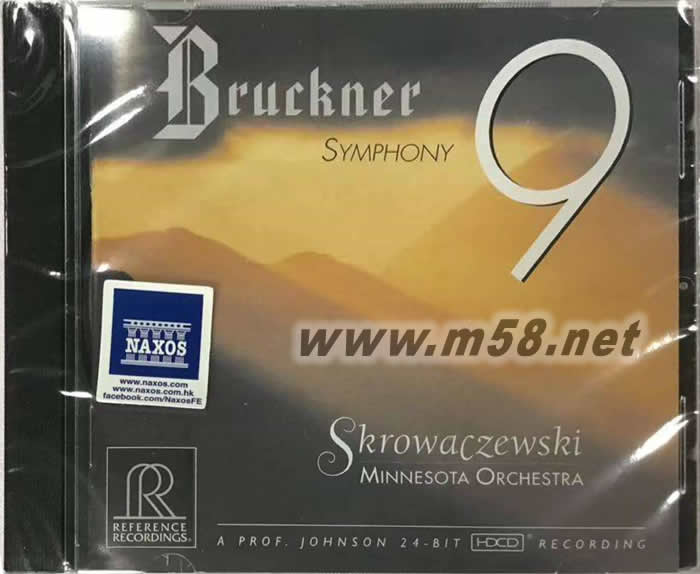 Bruckner
SYMPHONY
9
www.m58.net
NAXOS
www.naxos.com
www.naxos.com.hk
facebook.com/NaxosFE
Skrowaczewski
MINNESOTA ORCHESTRA
RR
REFERENCE
RECORDINGS®
A PROF. JOHNSON 24-BIT HDCD® RECORDING